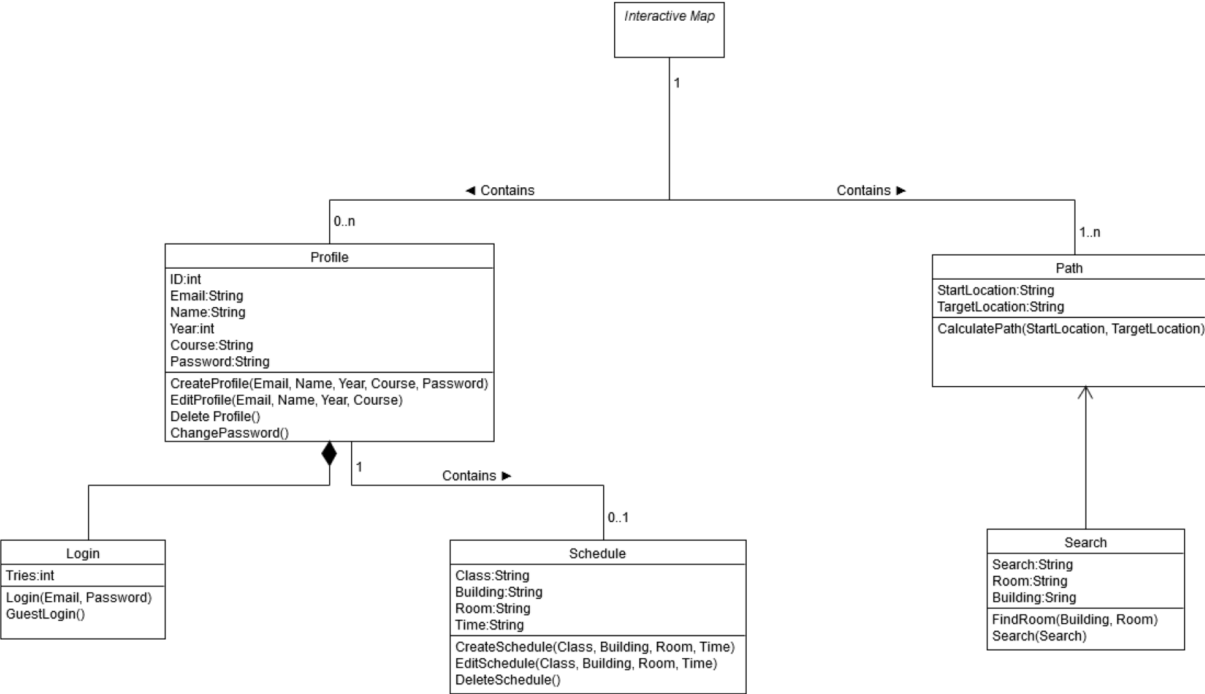 Interactive Map
1
◄ Contains
Contains ►
0..n
1..n
Profile
ID:int
Email:String
Name:String
Year:int
Course:String
Password:String
CreateProfile(Email, Name, Year, Course, Password)
EditProfile(Email, Name, Year, Course)
Delete Profile()
ChangePassword()
Path
StartLocation:String
TargetLocation:String
CalculatePath(StartLocation, TargetLocation)
1
Contains ►
0..1
Login
Tries:int
Login(Email, Password)
GuestLogin()
Schedule
Class:String
Building:String
Room:String
Time:String
CreateSchedule(Class, Building, Room, Time)
EditSchedule(Class, Building, Room, Time)
DeleteSchedule()
Search
Search:String
Room:String
Building:Sring
FindRoom(Building, Room)
Search(Search)